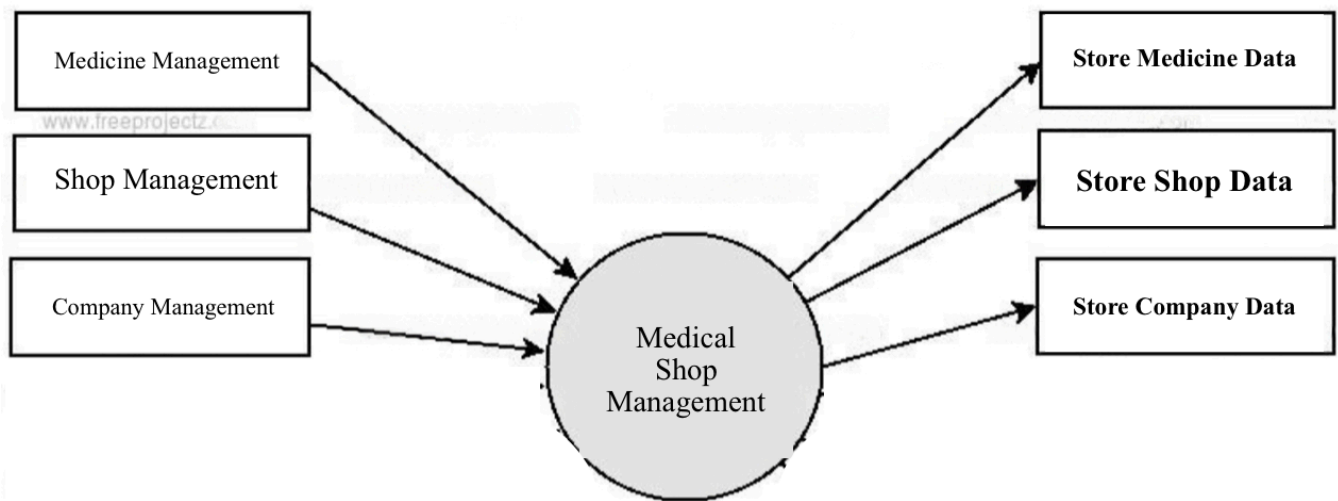 Medicine Management
Store Medicine Data
www.freeprojectz.
Shop Management
Store Shop Data
Company Management
Store Company Data
Medical
Shop
Management